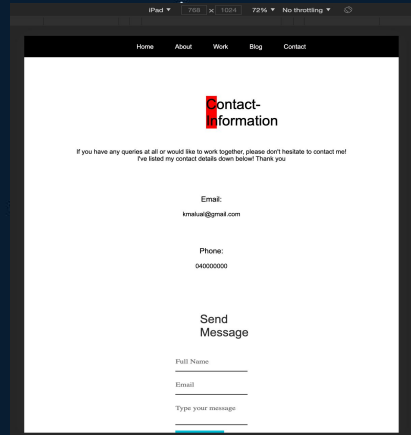 iPad ▼ 768 × 1024 72% ▼ No throttling ▼
Home About Work Blog Contact
Contact-
Information
If you have any queries at all or would like to work together, please don't hesitate to contact me!
I've listed my contact details down below! Thank you
Email:
kmalual@gmail.com
Phone:
040000000
Send
Message
Full Name
Email
Type your message